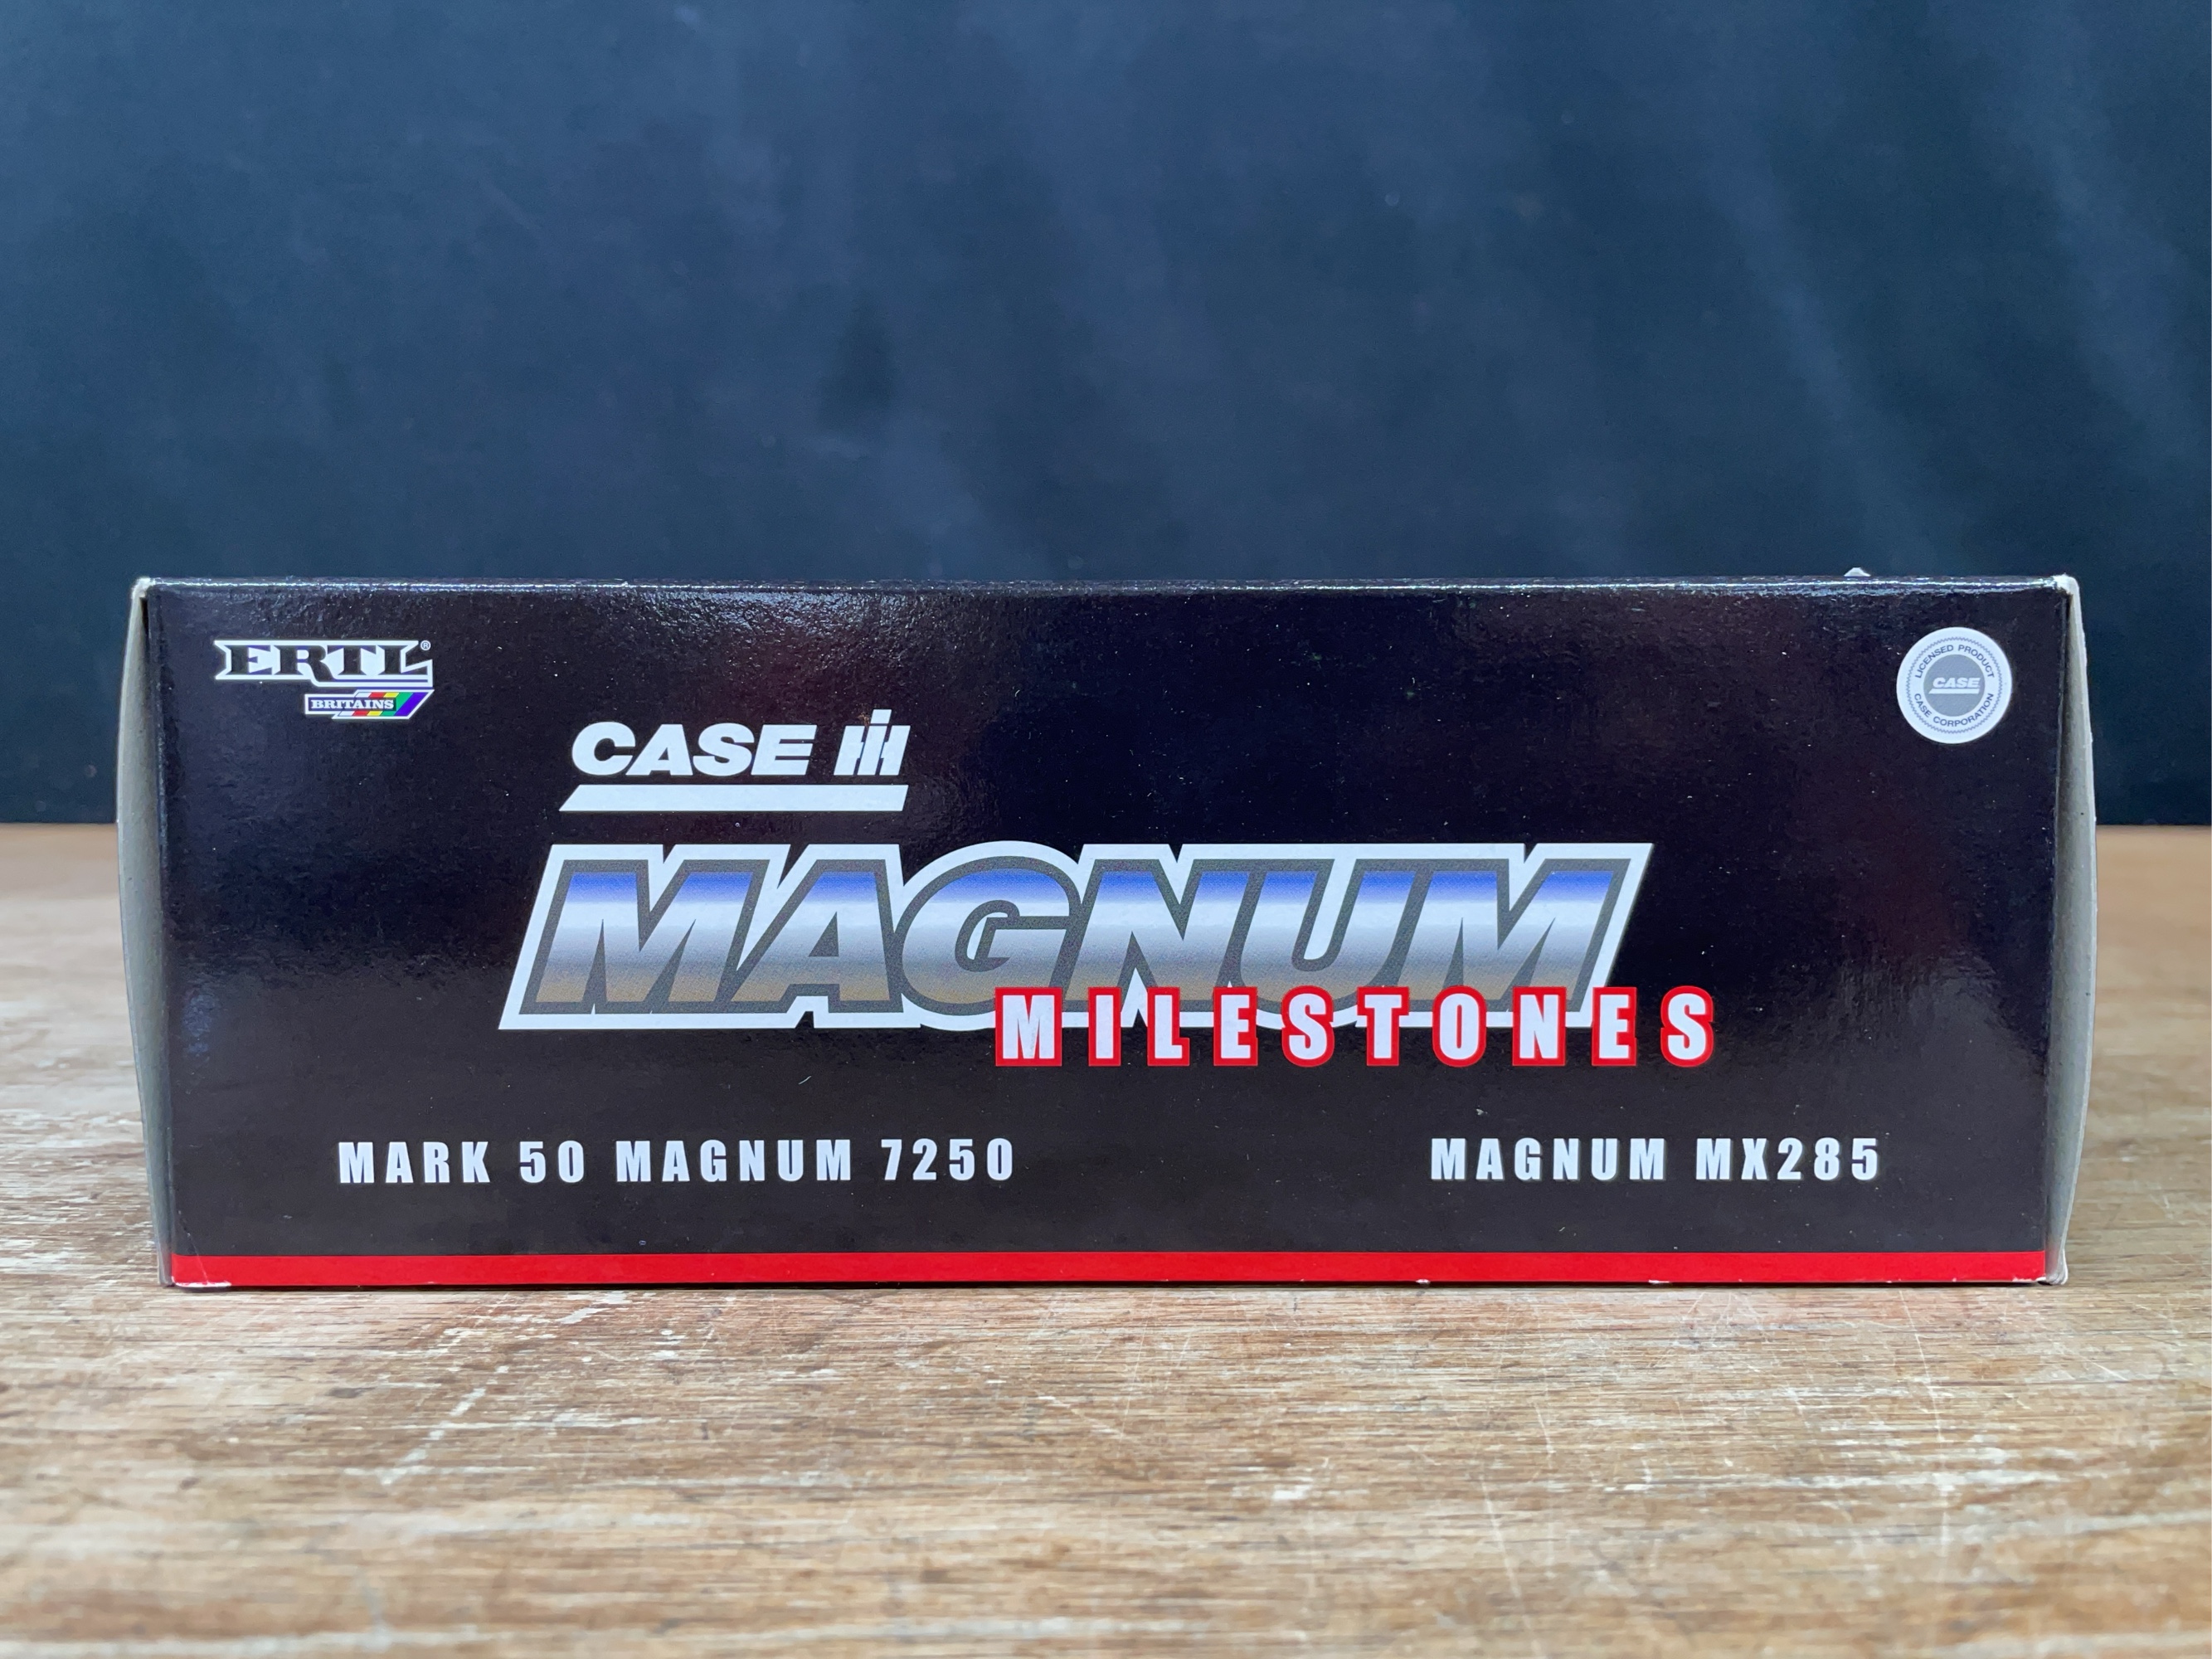 ERTL®
BRITAINS
LICENSED PRODUCT
CASE
CASE CORPORATION
CASE IH
MAGNUM
MILESTONES
MARK 50 MAGNUM 7250
MAGNUM MX285